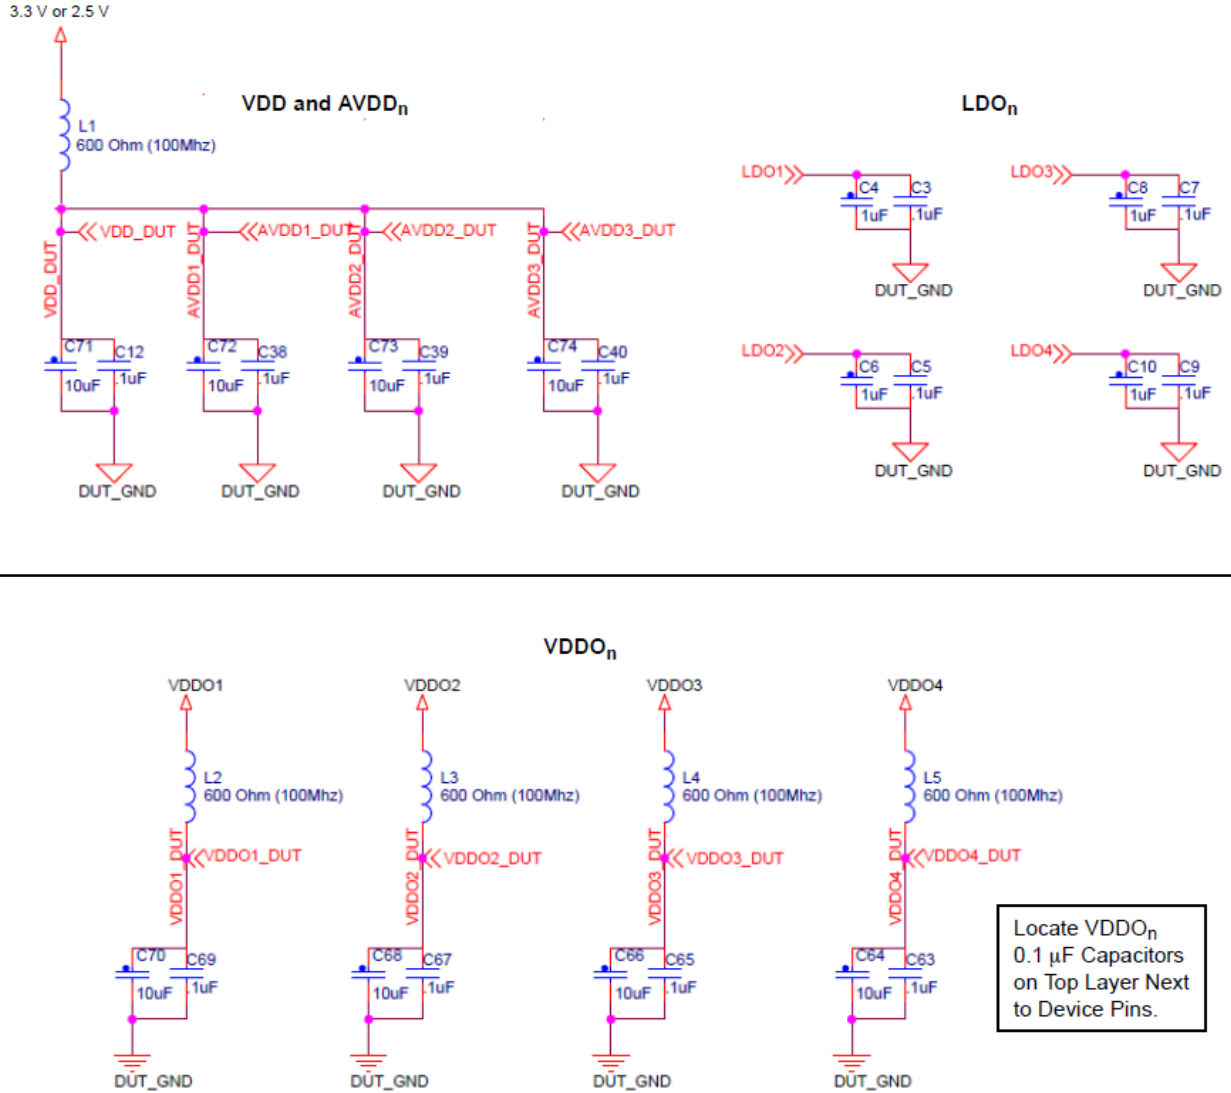 3.3 V or 2.5 V
VDD and AVDDn
LDOn
L1
600 Ohm (100Mhz)
LDO1
C4
C3
1uF
.1uF
DUT_GND
LDO3
C8
C7
1uF
.1uF
DUT_GND
VDD_DUT
AVDD1_DUT
AVDD2_DUT
AVDD3_DUT
VDD_DUT
AVDD1_DUT
AVDD2_DUT
AVDD3_DUT
C71
C12
10uF
.1uF
DUT_GND
C72
C38
10uF
.1uF
DUT_GND
C73
C39
10uF
.1uF
DUT_GND
C74
C40
10uF
.1uF
DUT_GND
LDO2
C6
C5
1uF
.1uF
DUT_GND
LDO4
C10
C9
1uF
.1uF
DUT_GND
VDDOn
VDDO1
VDDO2
VDDO3
VDDO4
L2
600 Ohm (100Mhz)
L3
600 Ohm (100Mhz)
L4
600 Ohm (100Mhz)
L5
600 Ohm (100Mhz)
VDDO1_DUT
VDDO1_DUT
VDDO2_DUT
VDDO2_DUT
VDDO3_DUT
VDDO3_DUT
VDDO4_DUT
VDDO4_DUT
C70
C69
10uF
.1uF
DUT_GND
C68
C67
10uF
.1uF
DUT_GND
C66
C65
10uF
.1uF
DUT_GND
C64
C63
10uF
.1uF
DUT_GND
Locate VDDOn
0.1 μF Capacitors
on Top Layer Next
to Device Pins.